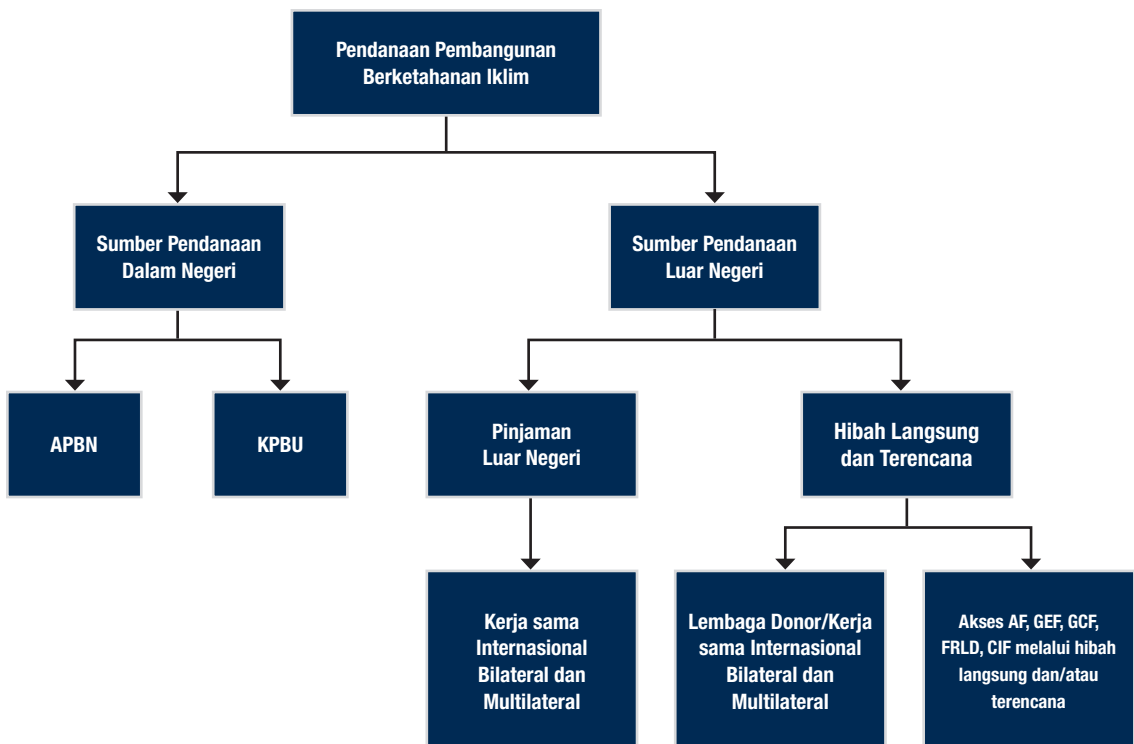 Pendanaan Pembangunan
Berketahanan Iklim
Sumber Pendanaan
Dalam Negeri
Sumber Pendanaan
Luar Negeri
APBN
KPBU
Pinjaman
Luar Negeri
Hibah Langsung
dan Terencana
Kerja sama
Internasional
Bilateral dan
Multilateral
Lembaga Donor/Kerja
sama Internasional
Bilateral dan
Multilateral
Akses AF, GEF, GCF,
FRLD, CIF melalui hibah
langsung dan/atau
terencana